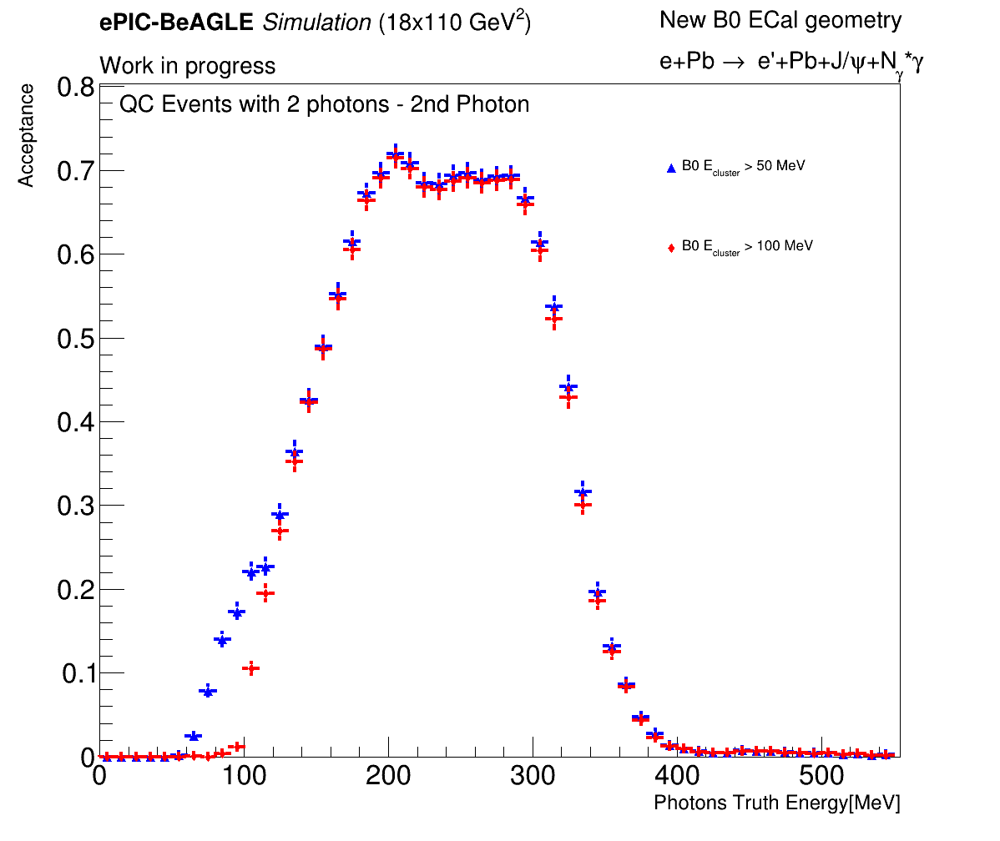 ePIC-BeAGLE Simulation (18x110 GeV²)
New B0 ECal geometry
Work in progress
e+Pb → e'+Pb+J/ψ+Nᵧ*γ
QC Events with 2 photons - 2nd Photon
Acceptance
B0 E_cluster > 50 MeV
B0 E_cluster > 100 MeV
0.8
0.7
0.6
0.5
0.4
0.3
0.2
0.1
0
0 100 200 300 400 500
Photons Truth Energy[MeV]